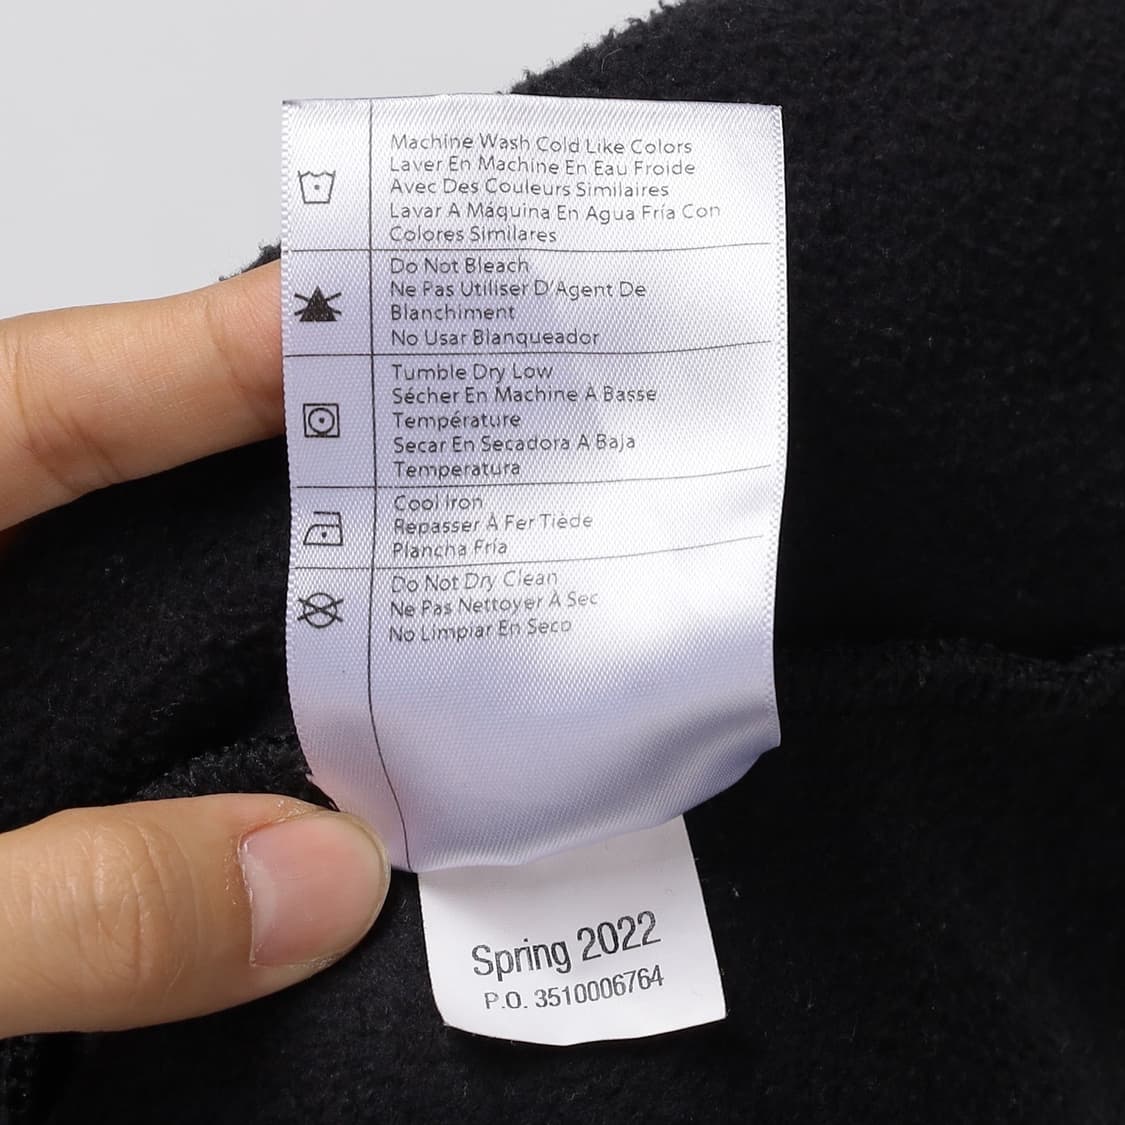 Machine Wash Cold Like Colors
Laver En Machine En Eau Froide
Avec Des Couleurs Similaires
Lavar A Máquina En Agua Fría Con
Colores Similares
Do Not Bleach
Ne Pas Utiliser D'Agent De
Blanchiment
No Usar Blanqueador
Tumble Dry Low
Sécher En Machine A Basse
Température
Secar En Secadora A Baja
Temperatura
Cool Iron
Repasser À Fer Tiède
Plancha Fría
Do Not Dry Clean
Ne Pas Nettoyer À Sec
No Limpiar En Seco
Spring 2022
P.O. 3510006764